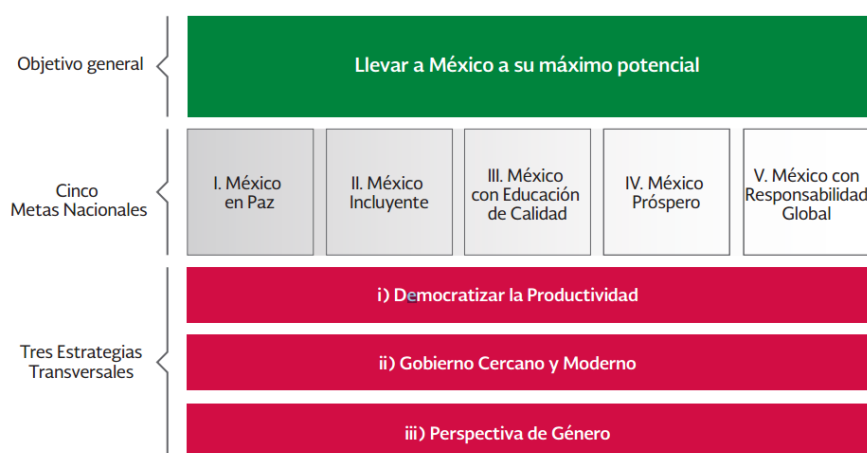 Objetivo general
Llevar a México a su máximo potencial
Cinco
Metas Nacionales
I. México
en Paz
II. México
Incluyente
III. México
con Educación
de Calidad
IV. México
Próspero
V. México con
Responsabilidad
Global
Tres Estrategias
Transversales
i) Democratizar la Productividad
ii) Gobierno Cercano y Moderno
iii) Perspectiva de Género